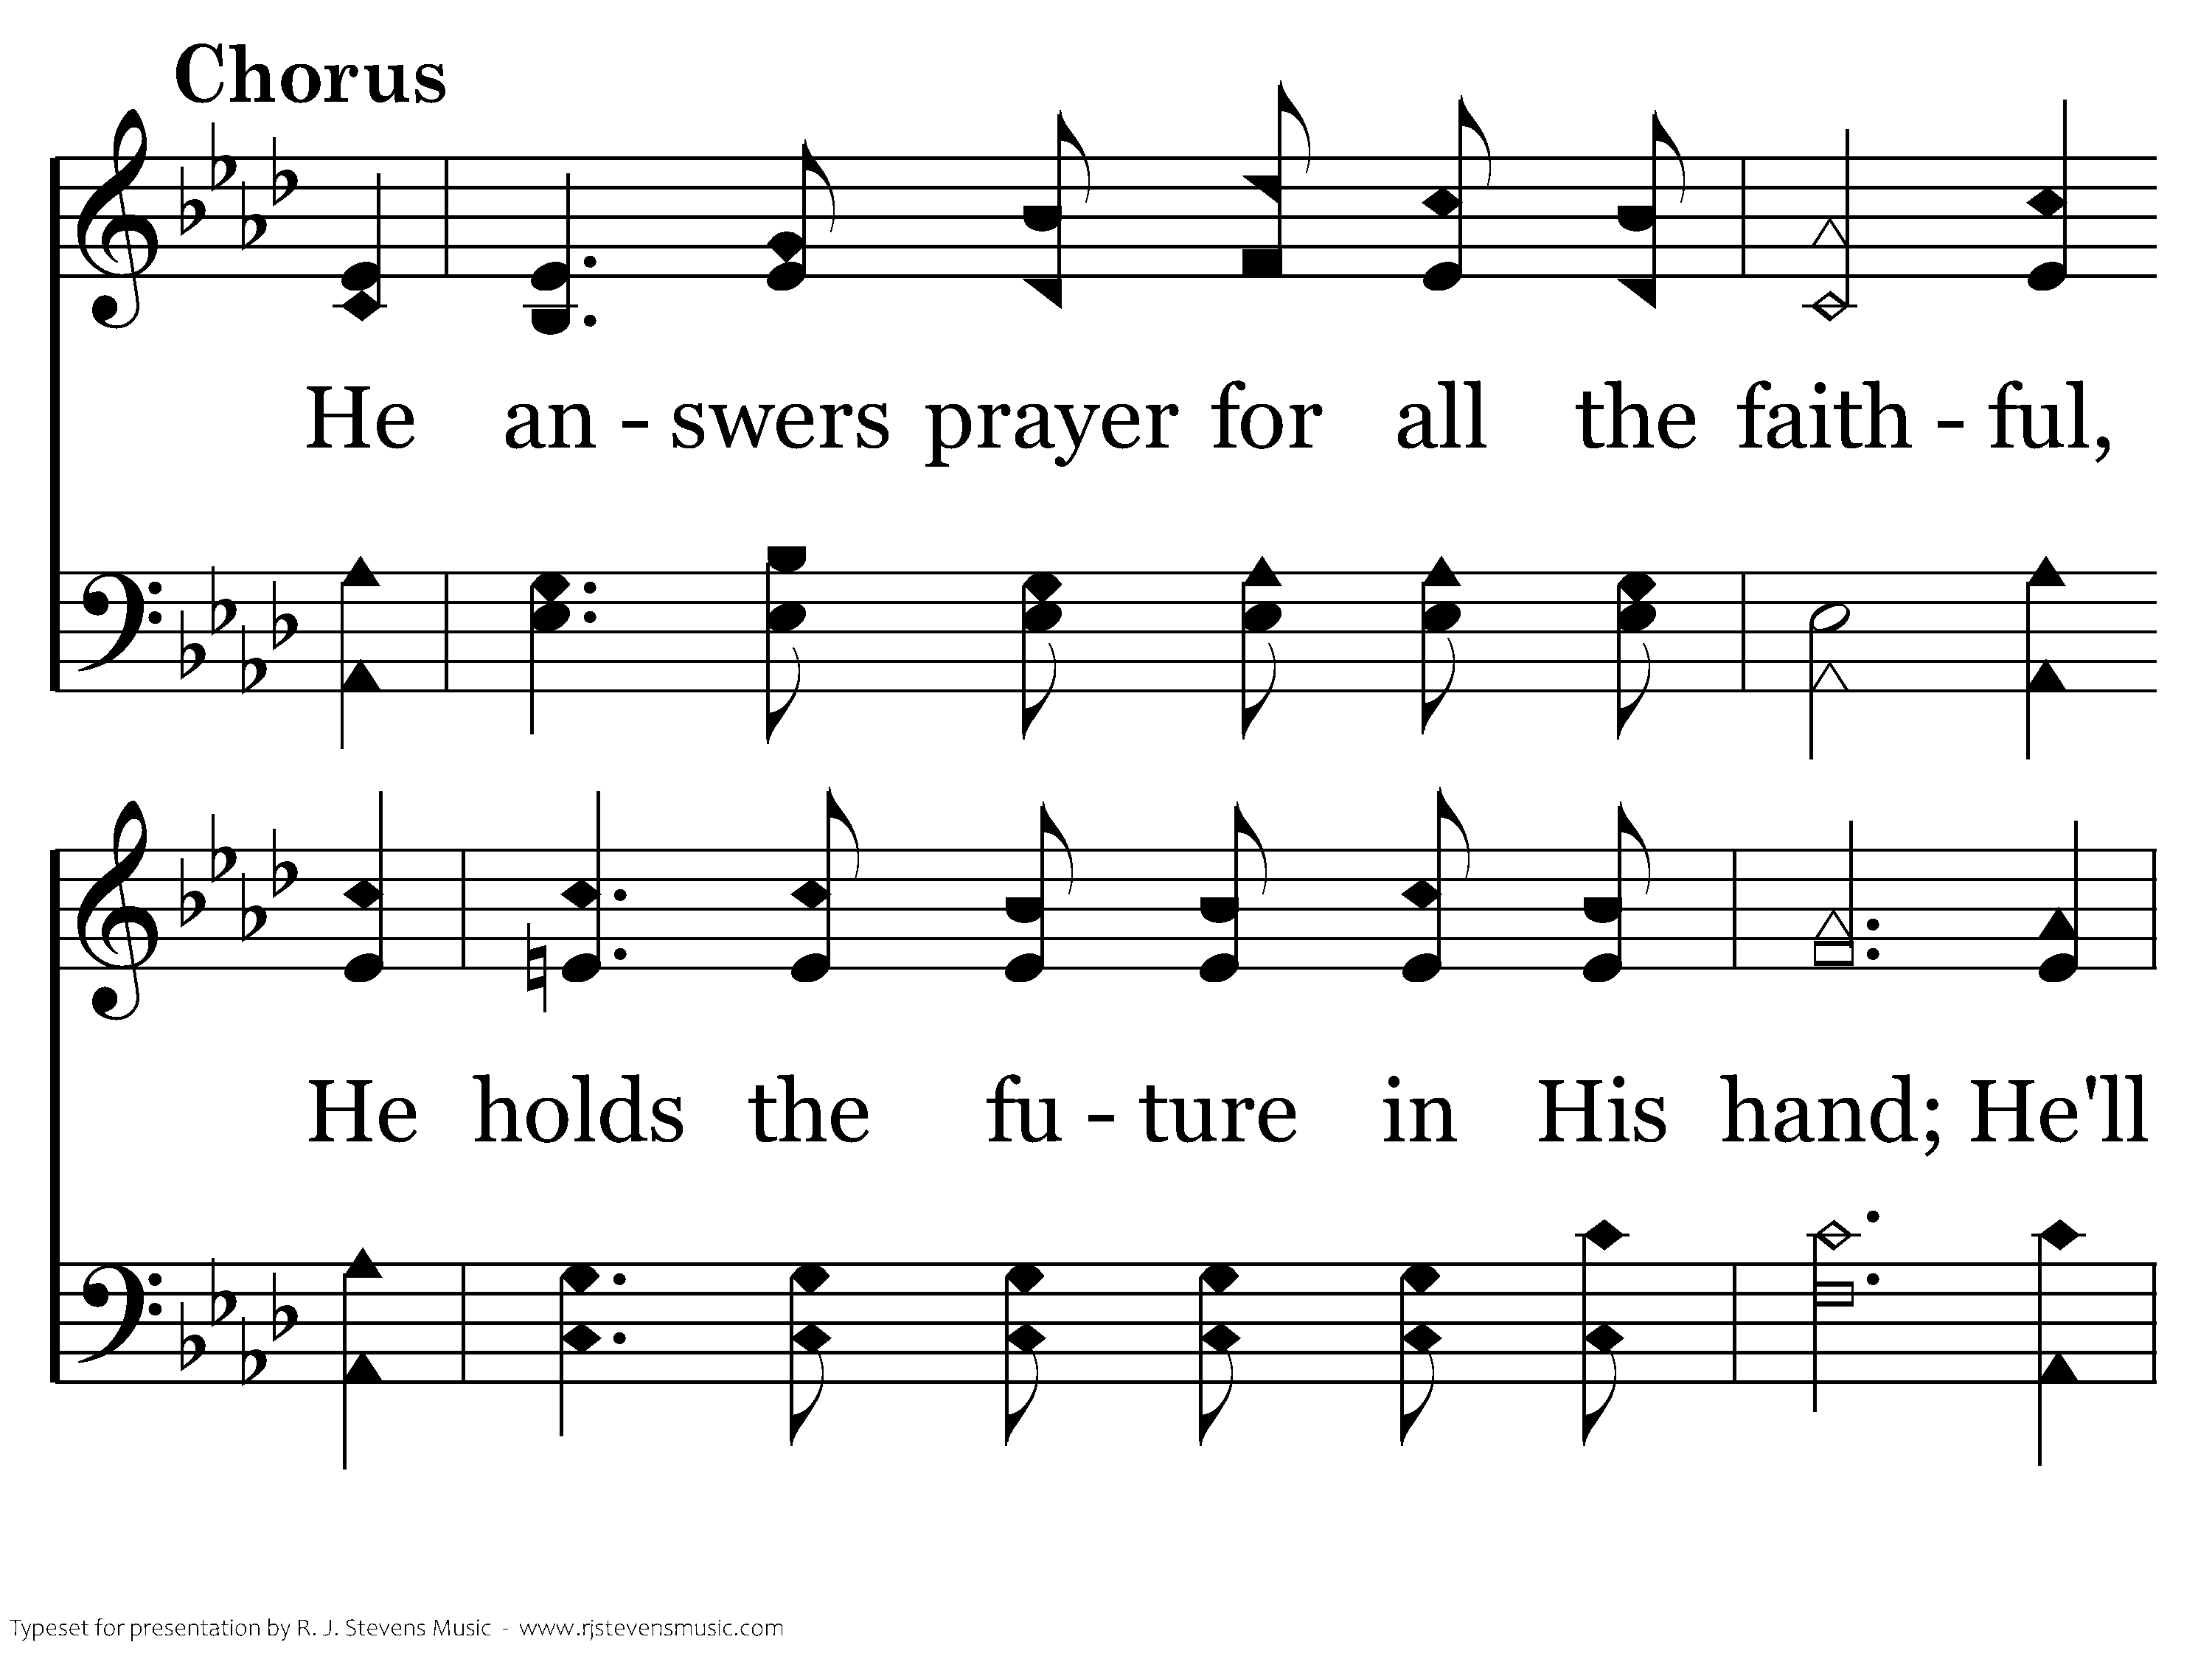 Chorus
He an - swers prayer for all the faith - ful,
He holds the fu - ture in His hand; He'll
Typeset for presentation by R. J. Stevens Music - www.rjstevensmusic.com